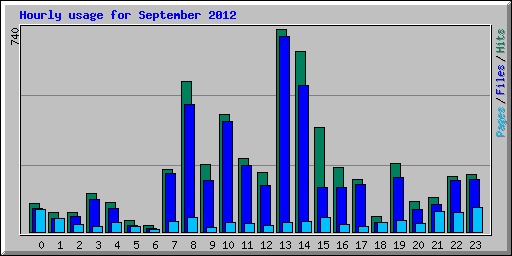 Hourly usage for September 2012
740
Pages / Files / Hits
0 1 2 3 4 5 6 7 8 9 10 11 12 13 14 15 16 17 18 19 20 21 22 23